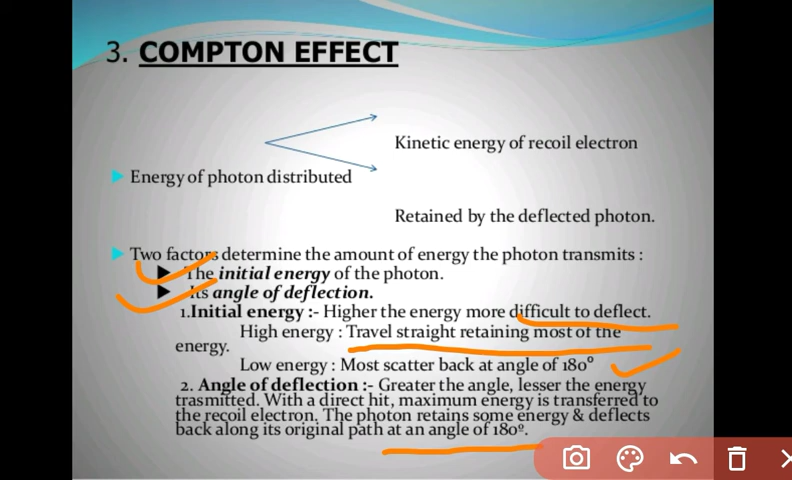 3. COMPTON EFFECT
Kinetic energy of recoil electron
Energy of photon distributed
Retained by the deflected photon.
Two factors determine the amount of energy the photon transmits :
The initial energy of the photon.
Its angle of deflection.
1.Initial energy :- Higher the energy more difficult to deflect.
High energy : Travel straight retaining most of the
energy.
Low energy : Most scatter back at angle of 180°
2. Angle of deflection :- Greater the angle, lesser the energy
trasmitted. With a direct hit, maximum energy is transferred to
the recoil electron. The photon retains some energy & deflects
back along its original path at an angle of 180º.